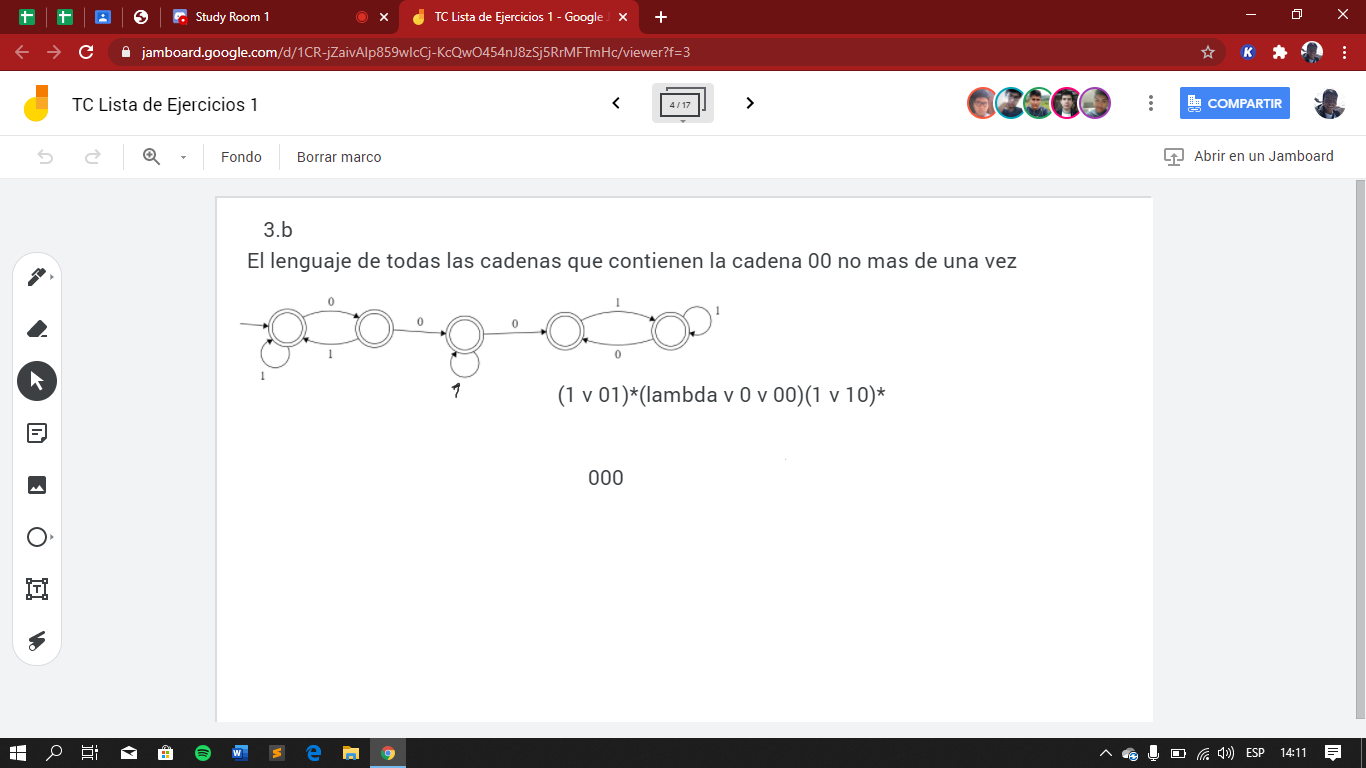 Study Room 1
TC Lista de Ejercicios 1 - Google J
jamboard.google.com/d/1CR-jZaivAlp859wIcCj-KcQwO454nJ8zSj5RrMFTmHc/viewer?f=3
TC Lista de Ejercicios 1
4 / 17
COMPARTIR
Fondo
Borrar marco
Abrir en un Jamboard
3.b
El lenguaje de todas las cadenas que contienen la cadena 00 no mas de una vez
0
1
1
0
0
1
0
1
1
1
(1 v 01)*(lambda v 0 v 00)(1 v 10)*
000
ESP
14:11